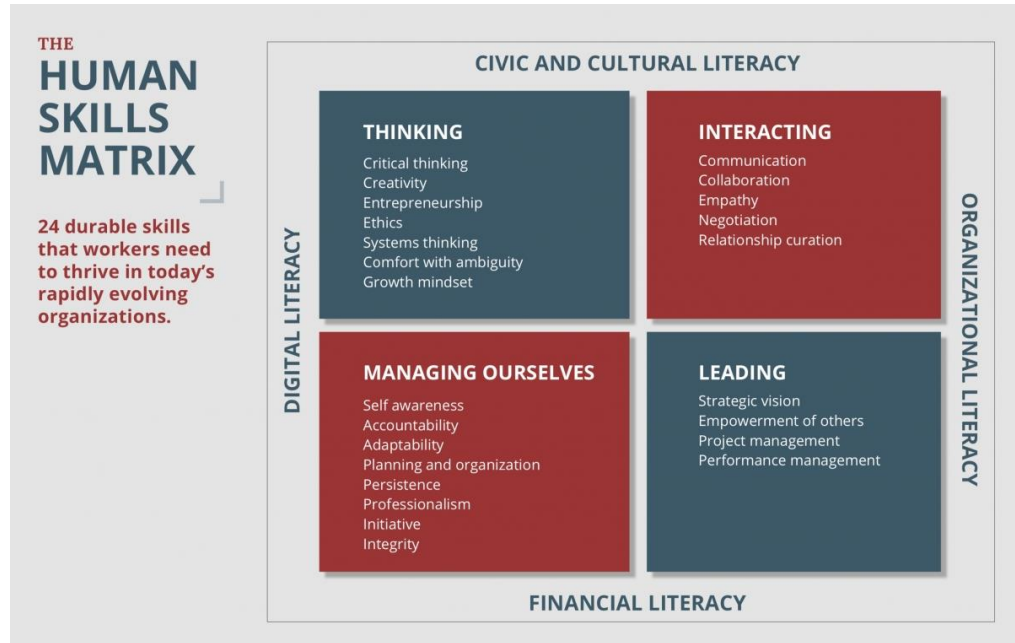 THE
HUMAN
SKILLS
MATRIX
24 durable skills
that workers need
to thrive in today's
rapidly evolving
organizations.
CIVIC AND CULTURAL LITERACY
DIGITAL LITERACY
THINKING
Critical thinking
Creativity
Entrepreneurship
Ethics
Systems thinking
Comfort with ambiguity
Growth mindset
INTERACTING
Communication
Collaboration
Empathy
Negotiation
Relationship curation
MANAGING OURSELVES
Self awareness
Accountability
Adaptability
Planning and organization
Persistence
Professionalism
Initiative
Integrity
LEADING
Strategic vision
Empowerment of others
Project management
Performance management
ORGANIZATIONAL LITERACY
FINANCIAL LITERACY